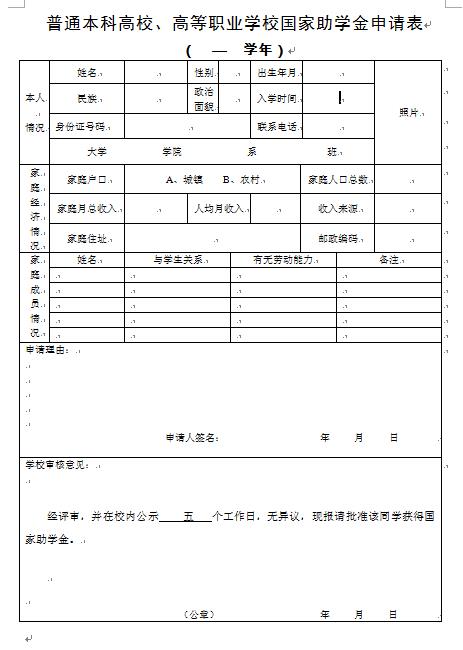 普通本科高校、高等职业学校国家助学金申请表
( — 学年)
本人情况
姓名 性别 出生年月 照片
民族 政治面貌 入学时间
身份证号码 联系电话
大学 学院 系 班
家庭经济情况
家庭户口 A、城镇 B、农村 家庭人口总数
家庭月总收入 人均月收入 收入来源
家庭住址 邮政编码
家庭成员情况
姓名 与学生关系 有无劳动能力 备注
申请理由：
申请人签名： 年 月 日
学校审核意见：
经评审，并在校内公示 五 个工作日，无异议，现报请批准该同学获得国
家助学金。
（公章） 年 月 日